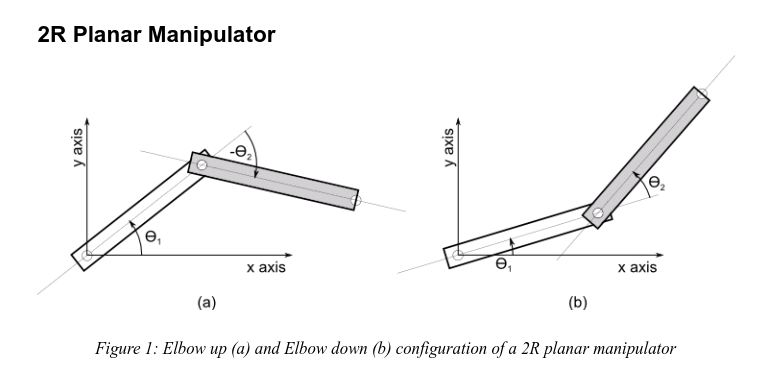 2R Planar Manipulator
y axis
-Θ₂
Θ₁
x axis
(a)
y axis
Θ₂
Θ₁
x axis
(b)
Figure 1: Elbow up (a) and Elbow down (b) configuration of a 2R planar manipulator